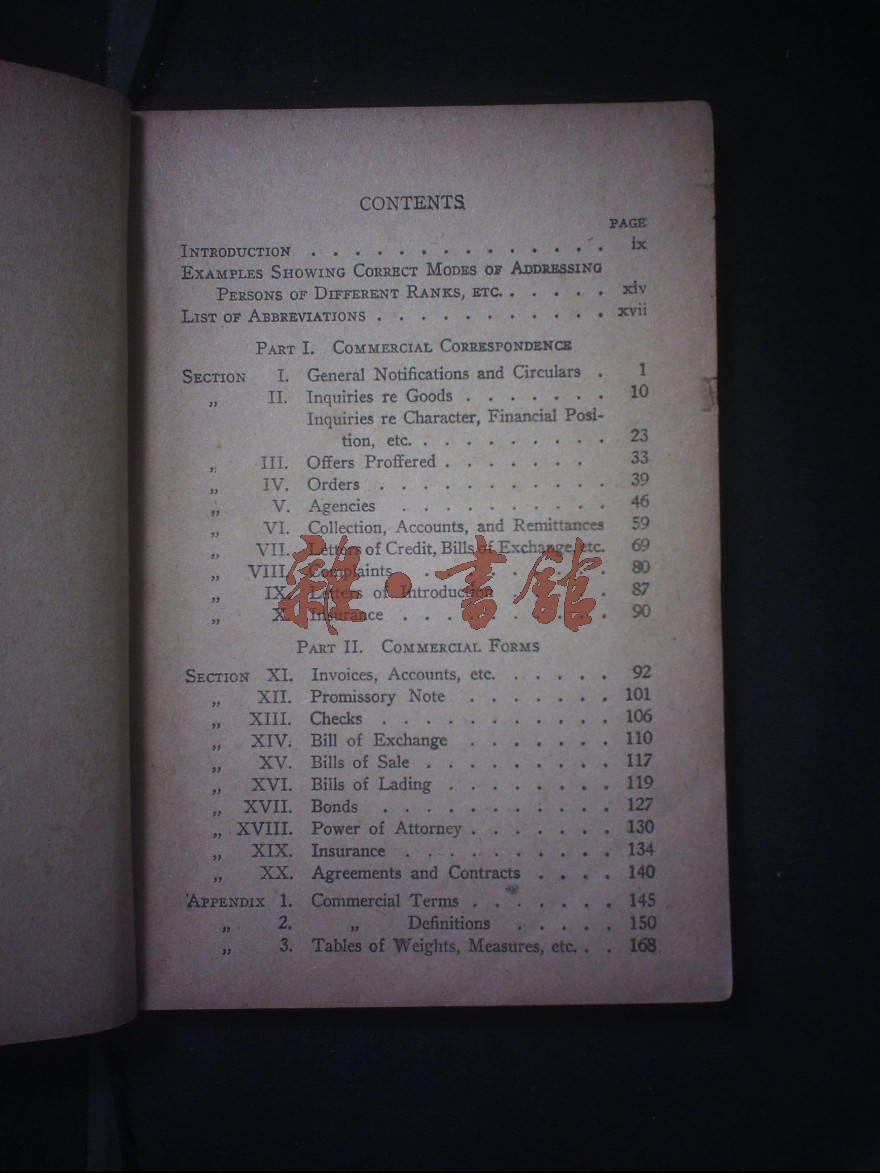 CONTENTS
PAGE
INTRODUCTION . . . . . . . . . . . . . . ix
EXAMPLES SHOWING CORRECT MODES OF ADDRESSING
PERSONS OF DIFFERENT RANKS, ETC. . . . . . xiv
LIST OF ABBREVIATIONS . . . . . . . . . . . xvii
PART I. COMMERCIAL CORRESPONDENCE
SECTION I. General Notifications and Circulars . 1
„ II. Inquiries re Goods . . . . . . . 10
Inquiries re Character, Financial Posi-
tion, etc. . . . . . . . . . 23
„ III. Offers Proffered . . . . . . . 33
„ IV. Orders . . . . . . . . . . . 39
„ V. Agencies . . . . . . . . . . 46
„ VI. Collection, Accounts, and Remittances 59
„ VII. Letters of Credit, Bills of Exchange, etc. 69
„ VIII. Complaints . . . . . . . . . 80
„ IX. Letters of Introduction . . . . . 87
„ X. Insurance . . . . . . . . . . 90
雜·書館
PART II. COMMERCIAL FORMS
SECTION XI. Invoices, Accounts, etc. . . . . . 92
„ XII. Promissory Note . . . . . . . 101
„ XIII. Checks . . . . . . . . . . . 106
„ XIV. Bill of Exchange . . . . . . . 110
„ XV. Bills of Sale . . . . . . . . . 117
„ XVI. Bills of Lading . . . . . . . . 119
„ XVII. Bonds . . . . . . . . . . . 127
„ XVIII. Power of Attorney . . . . . . . 130
„ XIX. Insurance . . . . . . . . . . 134
„ XX. Agreements and Contracts . . . . 140
APPENDIX 1. Commercial Terms . . . . . . . 145
„ 2. „ Definitions . . . . . 150
„ 3. Tables of Weights, Measures, etc. . . 168